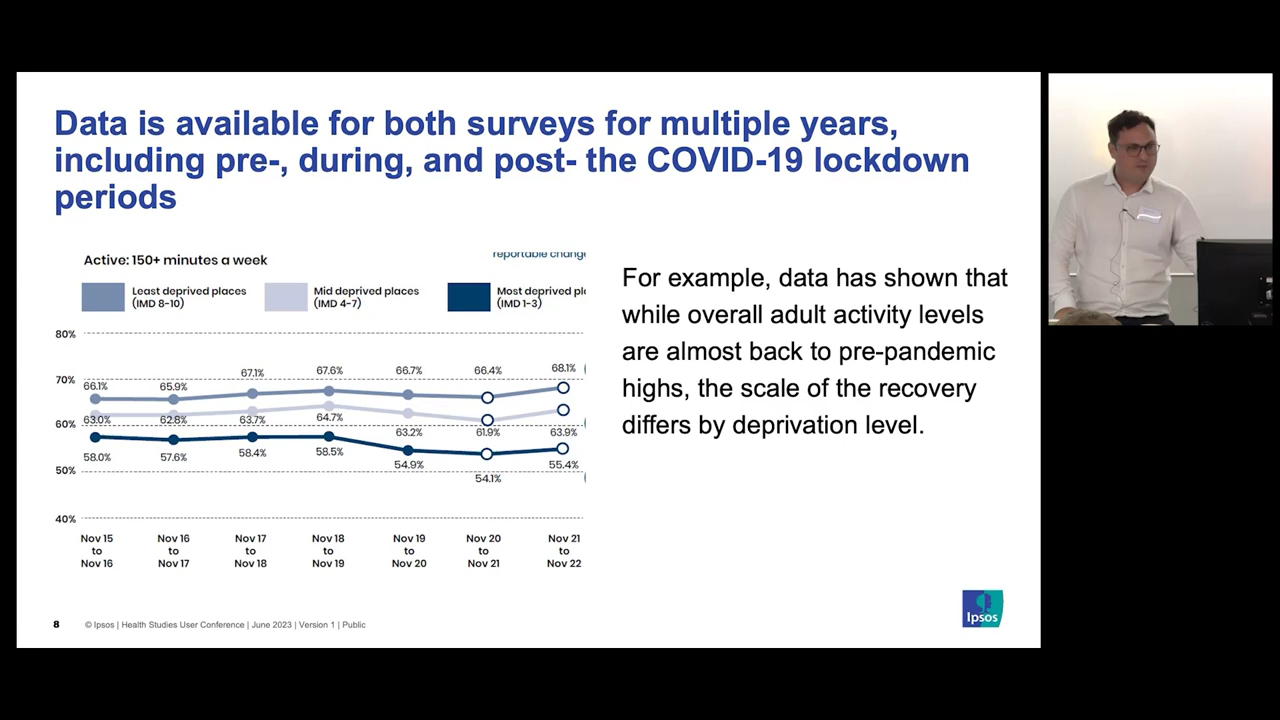 Data is available for both surveys for multiple years,
including pre-, during, and post- the COVID-19 lockdown
periods
Active: 150+ minutes a week
reportable change
Least deprived places
(IMD 8-10)
Mid deprived places
(IMD 4-7)
Most deprived pl
(IMD 1-3)
80%
70%
60%
50%
40%
66.1%
65.9%
67.1%
67.6%
66.7%
66.4%
68.1%
63.0%
62.8%
63.7%
64.7%
63.2%
61.9%
63.9%
58.0%
57.6%
58.4%
58.5%
54.9%
54.1%
55.4%
Nov 15
to
Nov 16
Nov 16
to
Nov 17
Nov 17
to
Nov 18
Nov 18
to
Nov 19
Nov 19
to
Nov 20
Nov 20
to
Nov 21
Nov 21
to
Nov 22
For example, data has shown that
while overall adult activity levels
are almost back to pre-pandemic
highs, the scale of the recovery
differs by deprivation level.
8
© Ipsos | Health Studies User Conference | June 2023 | Version 1 | Public
Ipsos